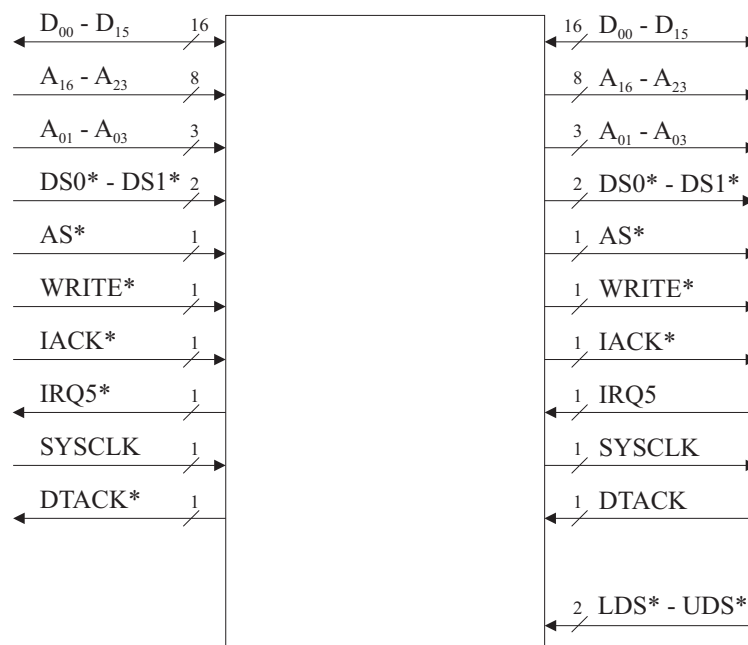 D₀₀ - D₁₅ 16 16 D₀₀ - D₁₅
A₁₆ - A₂₃ 8 8 A₁₆ - A₂₃
A₀₁ - A₀₃ 3 3 A₀₁ - A₀₃
DS0* - DS1* 2 2 DS0* - DS1*
AS* 1 1 AS*
WRITE* 1 1 WRITE*
IACK* 1 1 IACK*
IRQ5* 1 1 IRQ5
SYSCLK 1 1 SYSCLK
DTACK* 1 1 DTACK
2 LDS* - UDS*